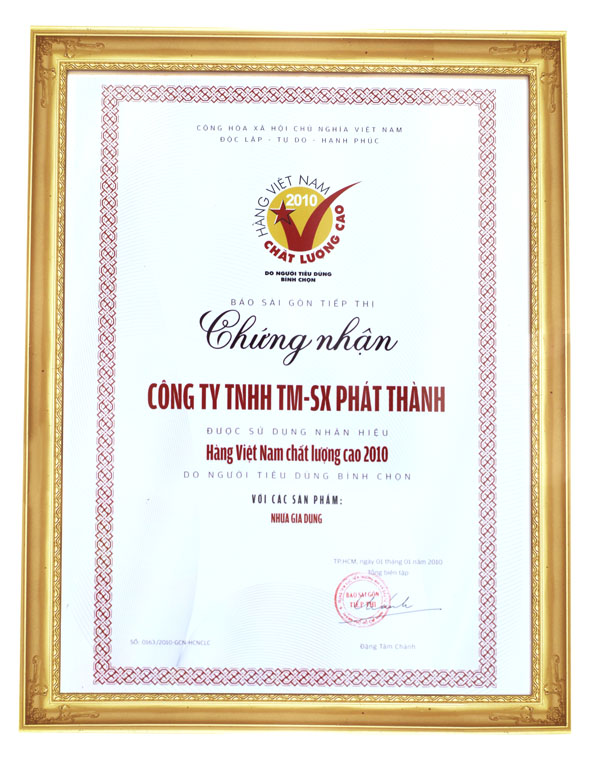 CỘNG HÒA XÃ HỘI CHỦ NGHĨA VIỆT NAM
ĐỘC LẬP - TỰ DO - HẠNH PHÚC
HÀNG VIỆT NAM
2010
CHẤT LƯỢNG CAO
DO NGƯỜI TIÊU DÙNG
BÌNH CHỌN
BÁO SÀI GÒN TIẾP THỊ
Chứng nhận
CÔNG TY TNHH TM-SX PHÁT THÀNH
ĐƯỢC SỬ DỤNG NHÃN HIỆU
Hàng Việt Nam chất lượng cao 2010
DO NGƯỜI TIÊU DÙNG BÌNH CHỌN
VỚI CÁC SẢN PHẨM:
NHỰA GIA DỤNG
TP.HCM, ngày 01 tháng 01 năm 2010
Tổng biên tập
BÁO SÀI GÒN
TIẾP THỊ
SỐ: 0163/2010-GCN-HCNCLC
Đặng Tâm Chánh